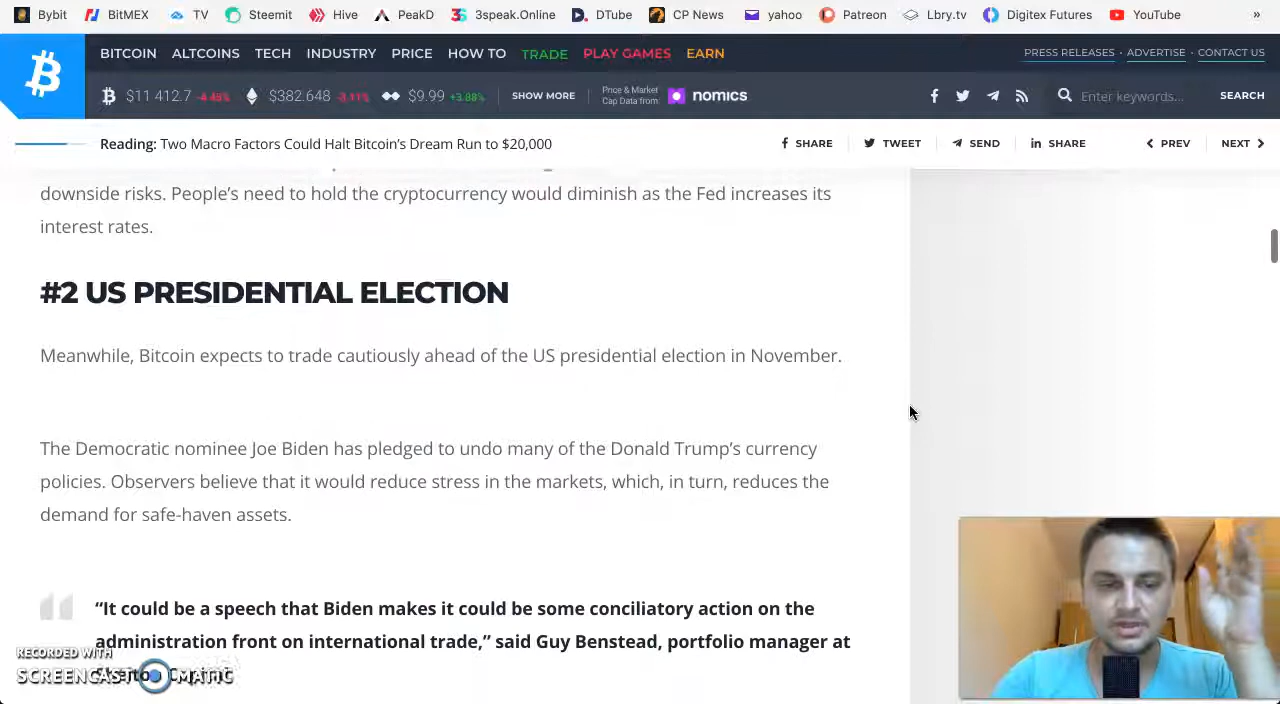 Bybit BitMEX TV Steemit Hive PeakD 3speak.Online DTube CP News yahoo Patreon Lbry.tv Digitex Futures YouTube »
BITCOIN ALTCOINS TECH INDUSTRY PRICE HOW TO TRADE PLAY GAMES EARN PRESS RELEASES · ADVERTISE · CONTACT US
$11 412.7 -4.45% $382.648 -3.11% $9.99 +3.88% SHOW MORE Price & Market Cap Data from: nomics Enter keywords... SEARCH
Reading: Two Macro Factors Could Halt Bitcoin's Dream Run to $20,000 SHARE TWEET SEND SHARE PREV NEXT
downside risks. People's need to hold the cryptocurrency would diminish as the Fed increases its
interest rates.
#2 US PRESIDENTIAL ELECTION
Meanwhile, Bitcoin expects to trade cautiously ahead of the US presidential election in November.
The Democratic nominee Joe Biden has pledged to undo many of the Donald Trump's currency
policies. Observers believe that it would reduce stress in the markets, which, in turn, reduces the
demand for safe-haven assets.
“It could be a speech that Biden makes it could be some conciliatory action on the
administration front on international trade,” said Guy Benstead, portfolio manager at
RECORDED WITH
SCREENCAST MATIC